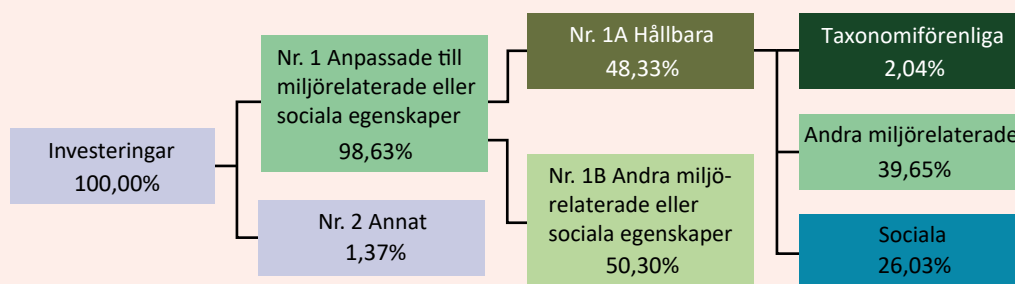 Investeringar
100,00%
Nr. 1 Anpassade till
miljörelaterade eller
sociala egenskaper
98,63%
Nr. 2 Annat
1,37%
Nr. 1A Hållbara
48,33%
Nr. 1B Andra miljö-
relaterade eller
sociala egenskaper
50,30%
Taxonomiförenliga
2,04%
Andra miljörelaterade
39,65%
Sociala
26,03%